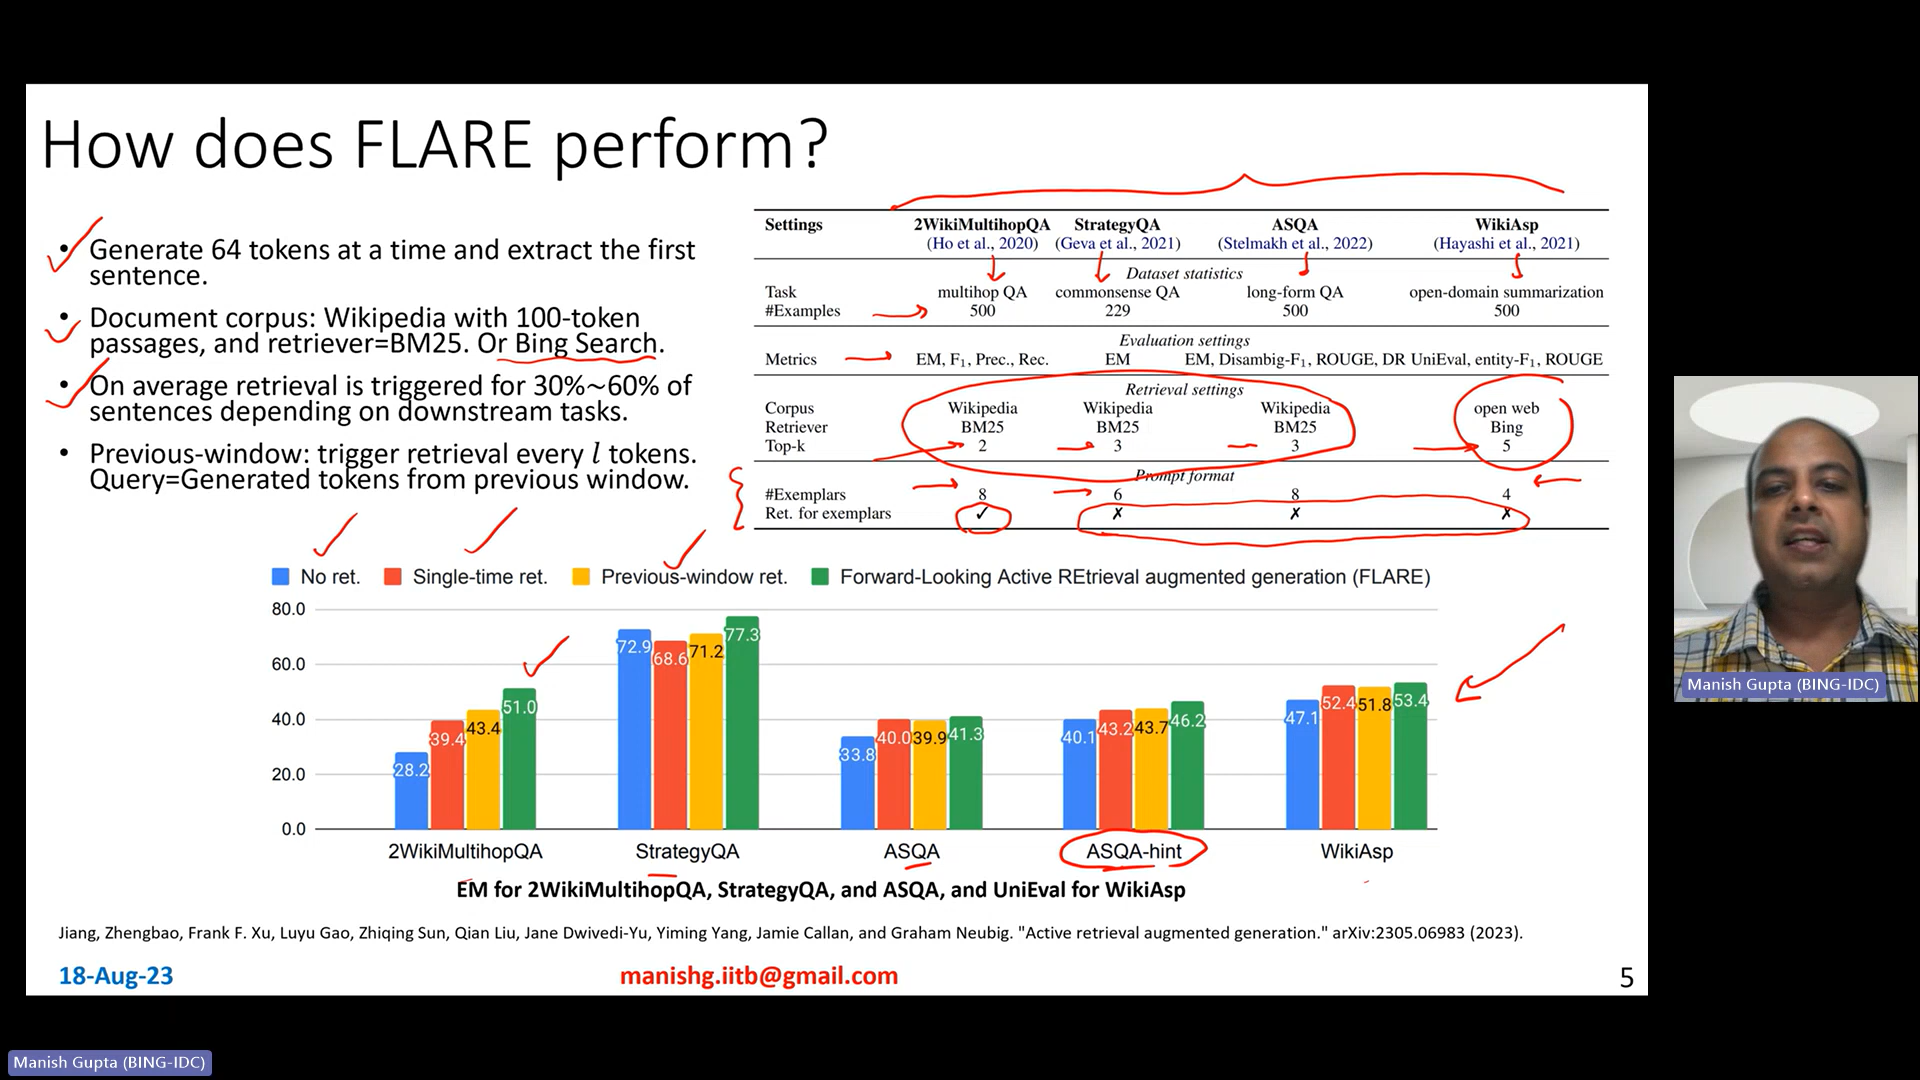 How does FLARE perform?
• Generate 64 tokens at a time and extract the first
sentence.
• Document corpus: Wikipedia with 100-token
passages, and retriever=BM25. Or Bing Search.
• On average retrieval is triggered for 30%~60% of
sentences depending on downstream tasks.
• Previous-window: trigger retrieval every l tokens.
Query=Generated tokens from previous window.
Settings 2WikiMultihopQA StrategyQA ASQA WikiAsp
(Ho et al., 2020) (Geva et al., 2021) (Stelmakh et al., 2022) (Hayashi et al., 2021)
Dataset statistics
Task multihop QA commonsense QA long-form QA open-domain summarization
#Examples 500 229 500 500
Evaluation settings
Metrics EM, F1, Prec., Rec. EM EM, Disambig-F1, ROUGE, DR UniEval, entity-F1, ROUGE
Retrieval settings
Corpus Wikipedia Wikipedia Wikipedia open web
Retriever BM25 BM25 BM25 Bing
Top-k 2 3 3 5
Prompt format
#Exemplars 8 6 8 4
Ret. for exemplars ✓ ✗ ✗ ✗
No ret. Single-time ret. Previous-window ret. Forward-Looking Active REtrieval augmented generation (FLARE)
80.0
60.0
40.0
20.0
0.0
28.2 39.4 43.4 51.0
72.9 68.6 71.2 77.3
33.8 40.0 39.9 41.3
40.1 43.2 43.7 46.2
47.1 52.4 51.8 53.4
2WikiMultihopQA StrategyQA ASQA ASQA-hint WikiAsp
EM for 2WikiMultihopQA, StrategyQA, and ASQA, and UniEval for WikiAsp
Jiang, Zhengbao, Frank F. Xu, Luyu Gao, Zhiqing Sun, Qian Liu, Jane Dwivedi-Yu, Yiming Yang, Jamie Callan, and Graham Neubig. "Active retrieval augmented generation." arXiv:2305.06983 (2023).
18-Aug-23 manishg.iitb@gmail.com 5
Manish Gupta (BING-IDC)
Manish Gupta (BING-IDC)